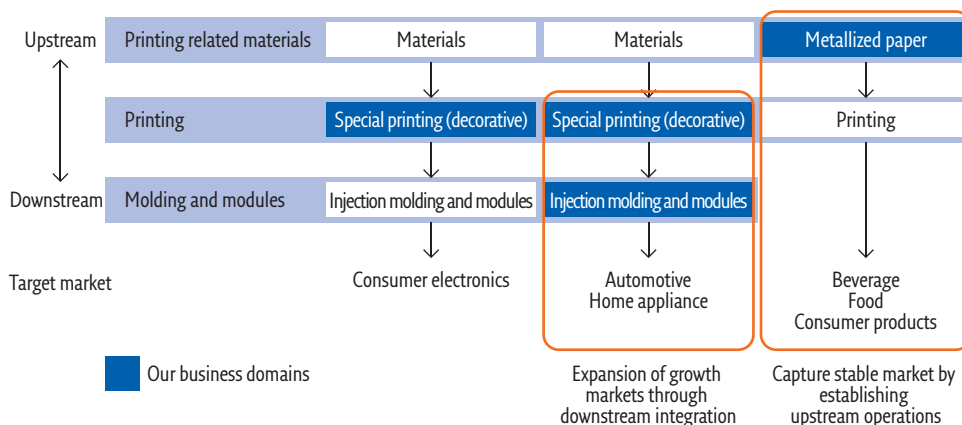 Upstream
Printing related materials
Materials
Materials
Metallized paper
Printing
Special printing (decorative)
Special printing (decorative)
Printing
Downstream
Molding and modules
Injection molding and modules
Injection molding and modules
Target market
Consumer electronics
Automotive
Home appliance
Beverage
Food
Consumer products
Our business domains
Expansion of growth
markets through
downstream integration
Capture stable market by
establishing
upstream operations